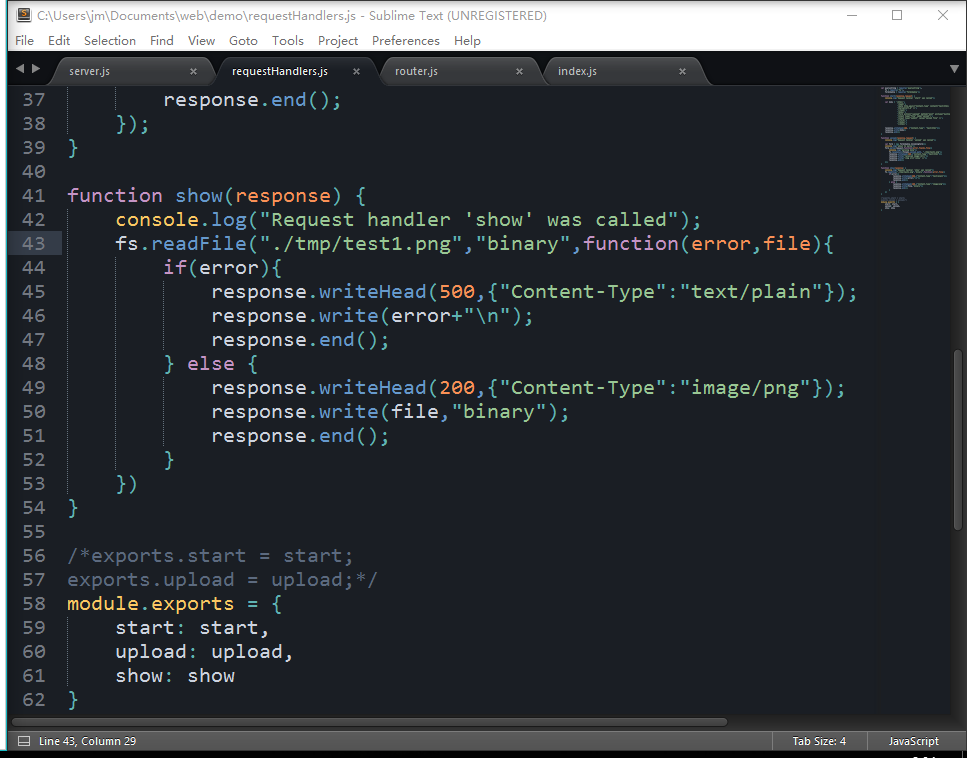 C:\Users\jm\Documents\web\demo\requestHandlers.js - Sublime Text (UNREGISTERED)
File Edit Selection Find View Goto Tools Project Preferences Help
server.js × requestHandlers.js × router.js × index.js ×
37         response.end();
38     });
39 }
40
41 function show(response) {
42     console.log("Request handler 'show' was called");
43     fs.readFile("./tmp/test1.png","binary",function(error,file){
44         if(error){
45             response.writeHead(500,{"Content-Type":"text/plain"});
46             response.write(error+"\n");
47             response.end();
48         } else {
49             response.writeHead(200,{"Content-Type":"image/png"});
50             response.write(file,"binary");
51             response.end();
52         }
53     })
54 }
55
56 /*exports.start = start;
57 exports.upload = upload;*/
58 module.exports = {
59     start: start,
60     upload: upload,
61     show: show
62 }
Line 43, Column 29 Tab Size: 4 JavaScript